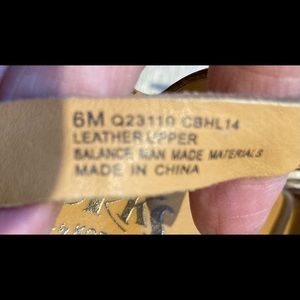 6M Q23110 CBHL14
LEATHER UPPER
BALANCE MAN MADE MATERIALS
MADE IN CHINA